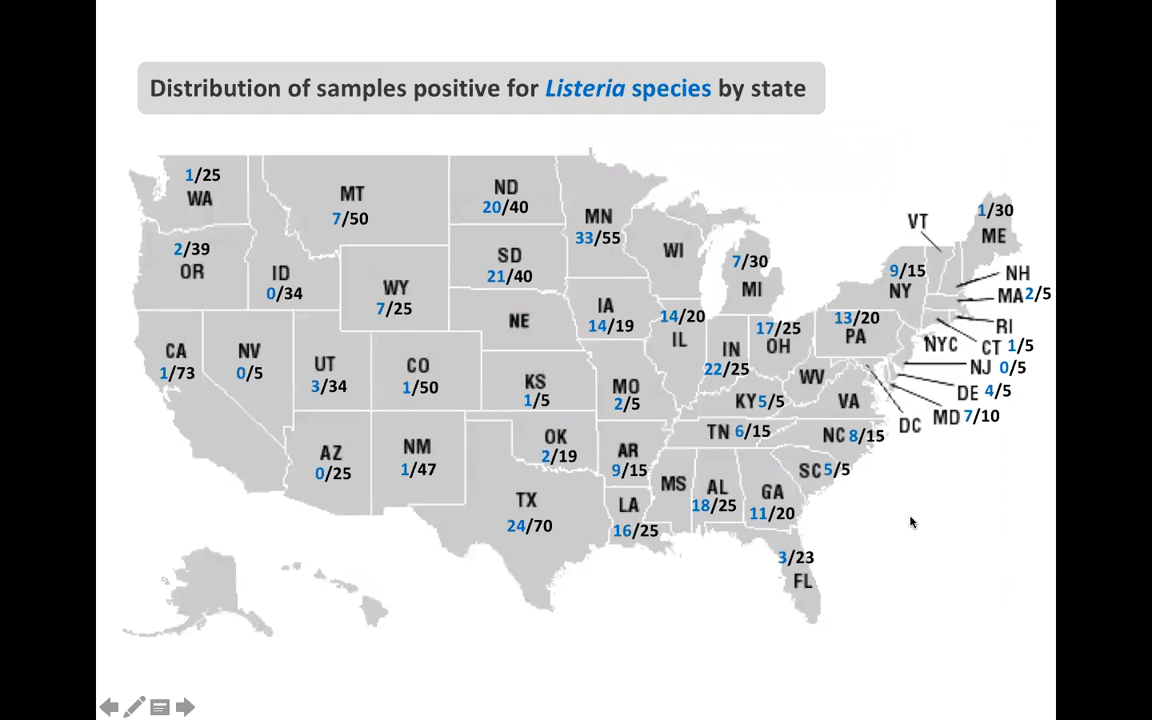 Distribution of samples positive for Listeria species by state
1/25
WA
MT
7/50
ND
20/40
MN
33/55
VT
1/30
ME
2/39
OR
ID
0/34
WY
7/25
SD
21/40
WI
7/30
MI
9/15
NY
NH
MA 2/5
RI
CT 1/5
NYC
NJ 0/5
DE 4/5
MD 7/10
DC
CA
1/73
NV
0/5
UT
3/34
CO
1/50
NE
IA
14/19
14/20
IL
IN
22/25
17/25
OH
13/20
PA
KS
1/5
MO
2/5
WV
KY 5/5
VA
AZ
0/25
NM
1/47
OK
2/19
AR
9/15
TN 6/15
NC 8/15
SC 5/5
TX
24/70
LA
16/25
MS
AL
18/25
GA
11/20
3/23
FL